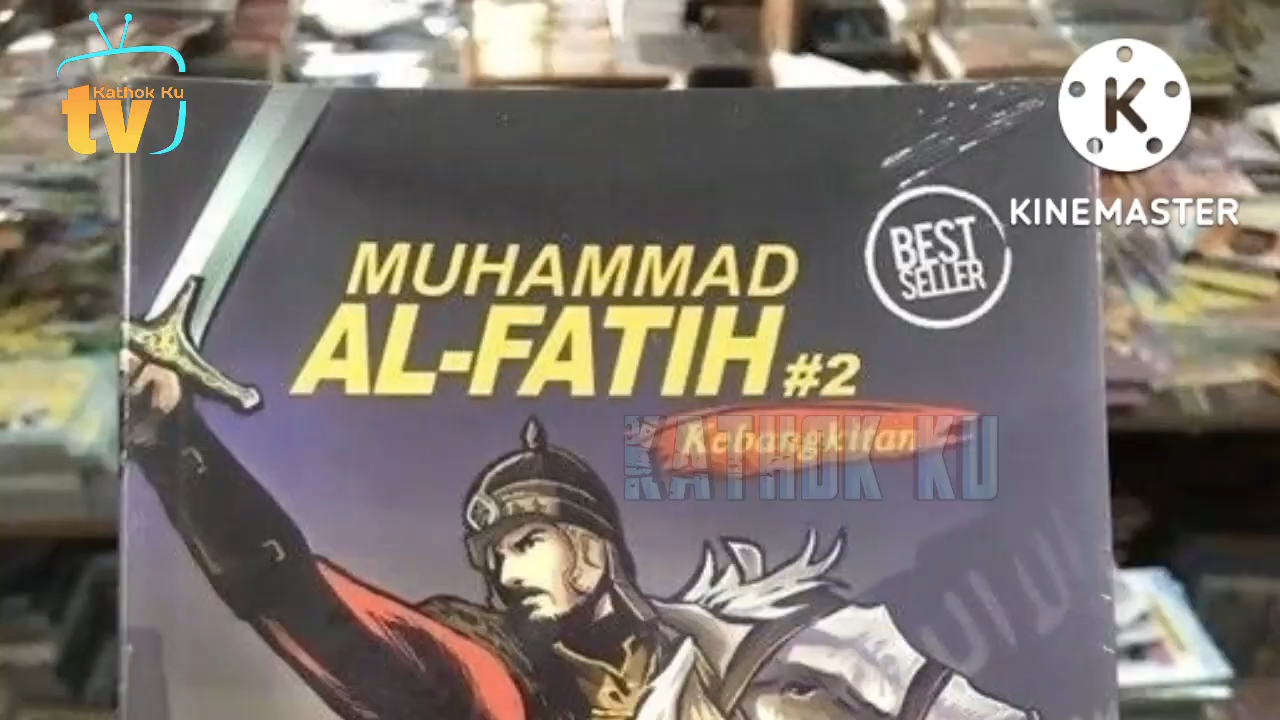 Kathok Ku
tv
K
KINEMASTER
BEST
SELLER
MUHAMMAD
AL-FATIH #2
Kebangkitan
KATHOK KU